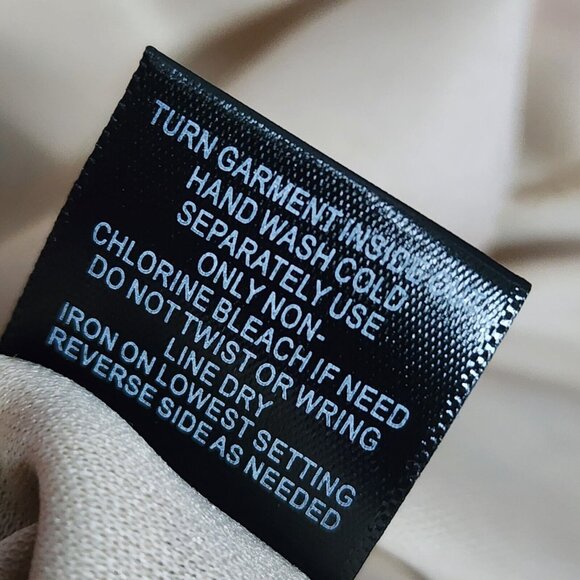 TURN GARMENT INSIDE OUT
HAND WASH COLD
SEPARATELY USE
ONLY NON-
CHLORINE BLEACH IF NEED
DO NOT TWIST OR WRING
LINE DRY
IRON ON LOWEST SETTING
REVERSE SIDE AS NEEDED